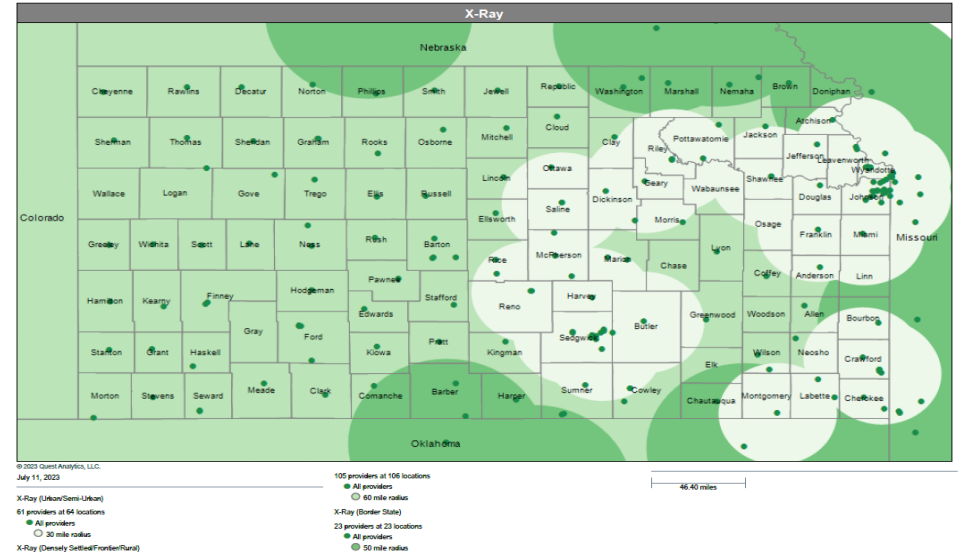 X-Ray
Nebraska
Cheyenne Rawlins Decatur Norton Phillips Smith Jewell Republic Washington Marshall Nemaha Brown Doniphan
Atchison
Sherman Thomas Sheridan Graham Rooks Osborne Mitchell Cloud Clay Riley Pottawatomie Jackson Jefferson Leavenworth
Wyandotte
Wallace Logan Gove Trego Ellis Russell Lincoln Ottawa Dickinson Geary Wabaunsee Shawnee Douglas Johnson
Colorado
Ellsworth Saline Morris Osage
Missouri
Greeley Wichita Scott Lane Ness Rush Barton Rice McPherson Marion Chase Lyon Franklin Miami
Hamilton Kearny Finney Hodgeman Pawnee Stafford Reno Harvey Coffey Anderson Linn
Gray Ford Edwards Sedgwick Butler Greenwood Woodson Allen Bourbon
Stanton Grant Haskell Kiowa Pratt Kingman Elk Wilson Neosho Crawford
Morton Stevens Seward Meade Clark Comanche Barber Harper Sumner Cowley Chautauqua Montgomery Labette Cherokee
Oklahoma
© 2023 Quest Analytics, LLC.
July 11, 2023
X-Ray (Urban/Semi-Urban)
61 providers at 64 locations
All providers
30 mile radius
X-Ray (Densely Settled/Frontier/Rural)
105 providers at 106 locations
All providers
60 mile radius
X-Ray (Border State)
23 providers at 23 locations
All providers
50 mile radius
46.40 miles